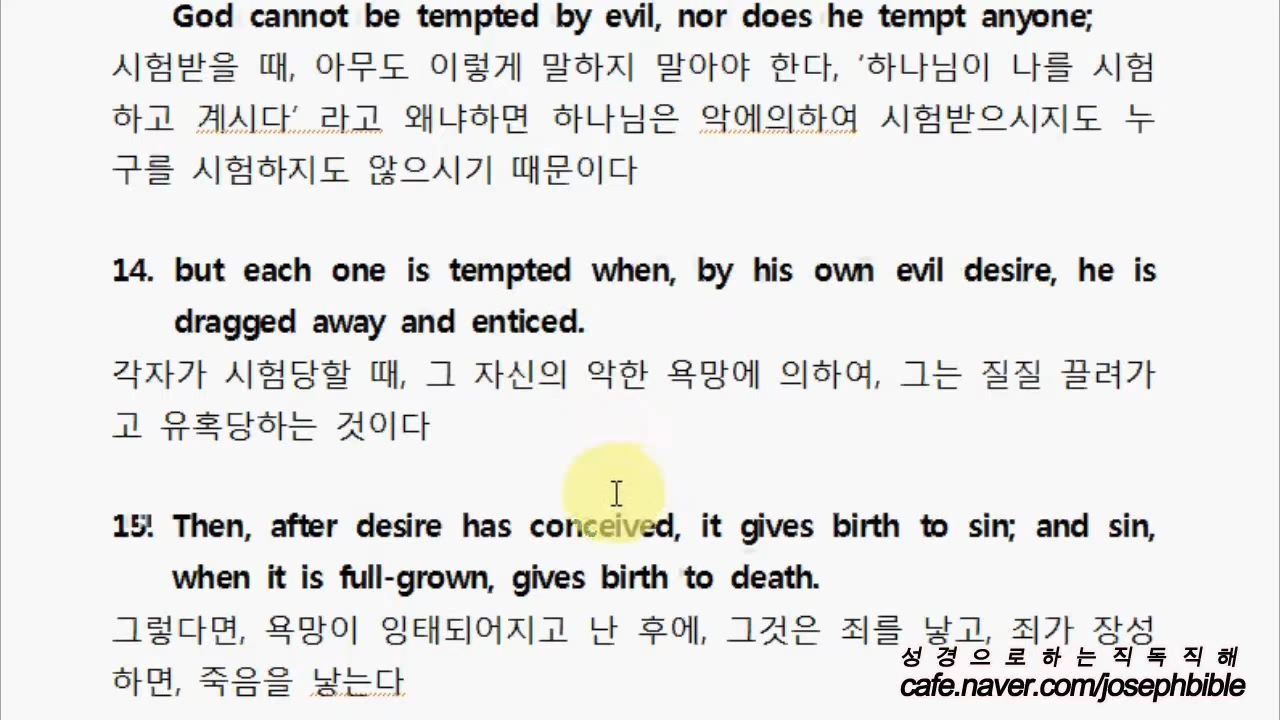 God cannot be tempted by evil, nor does he tempt anyone;
시험받을 때, 아무도 이렇게 말하지 말아야 한다, ‘하나님이 나를 시험
하고 계시다’ 라고 왜냐하면 하나님은 악에의하여 시험받으시지도 누
구를 시험하지도 않으시기 때문이다
14. but each one is tempted when, by his own evil desire, he is
dragged away and enticed.
각자가 시험당할 때, 그 자신의 악한 욕망에 의하여, 그는 질질 끌려가
고 유혹당하는 것이다
15. Then, after desire has conceived, it gives birth to sin; and sin,
when it is full-grown, gives birth to death.
그렇다면, 욕망이 잉태되어지고 난 후에, 그것은 죄를 낳고, 죄가 장성
하면, 죽음을 낳는다
성경으로하는직독직해
cafe.naver.com/josephbible